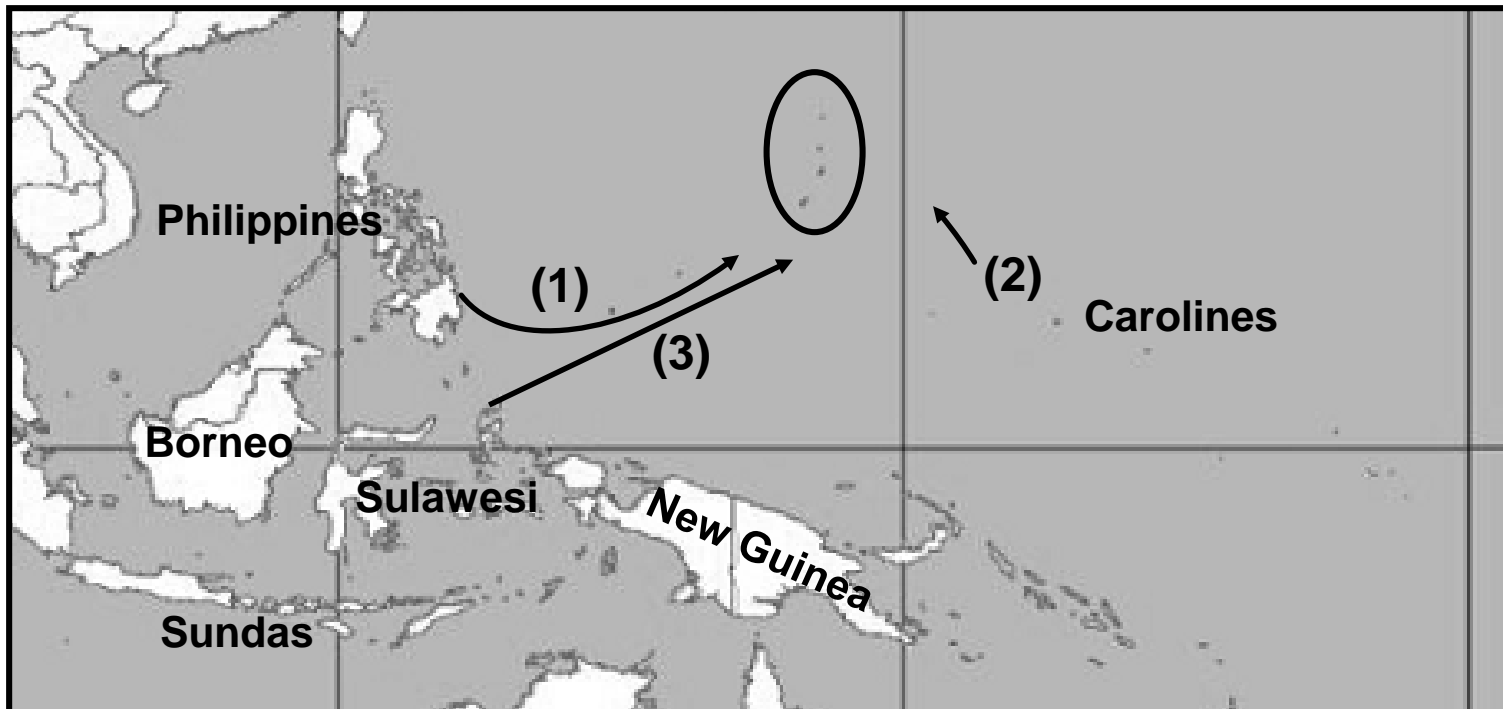 Philippines
(1)
(2)
Carolines
(3)
Borneo
Sulawesi
New Guinea
Sundas